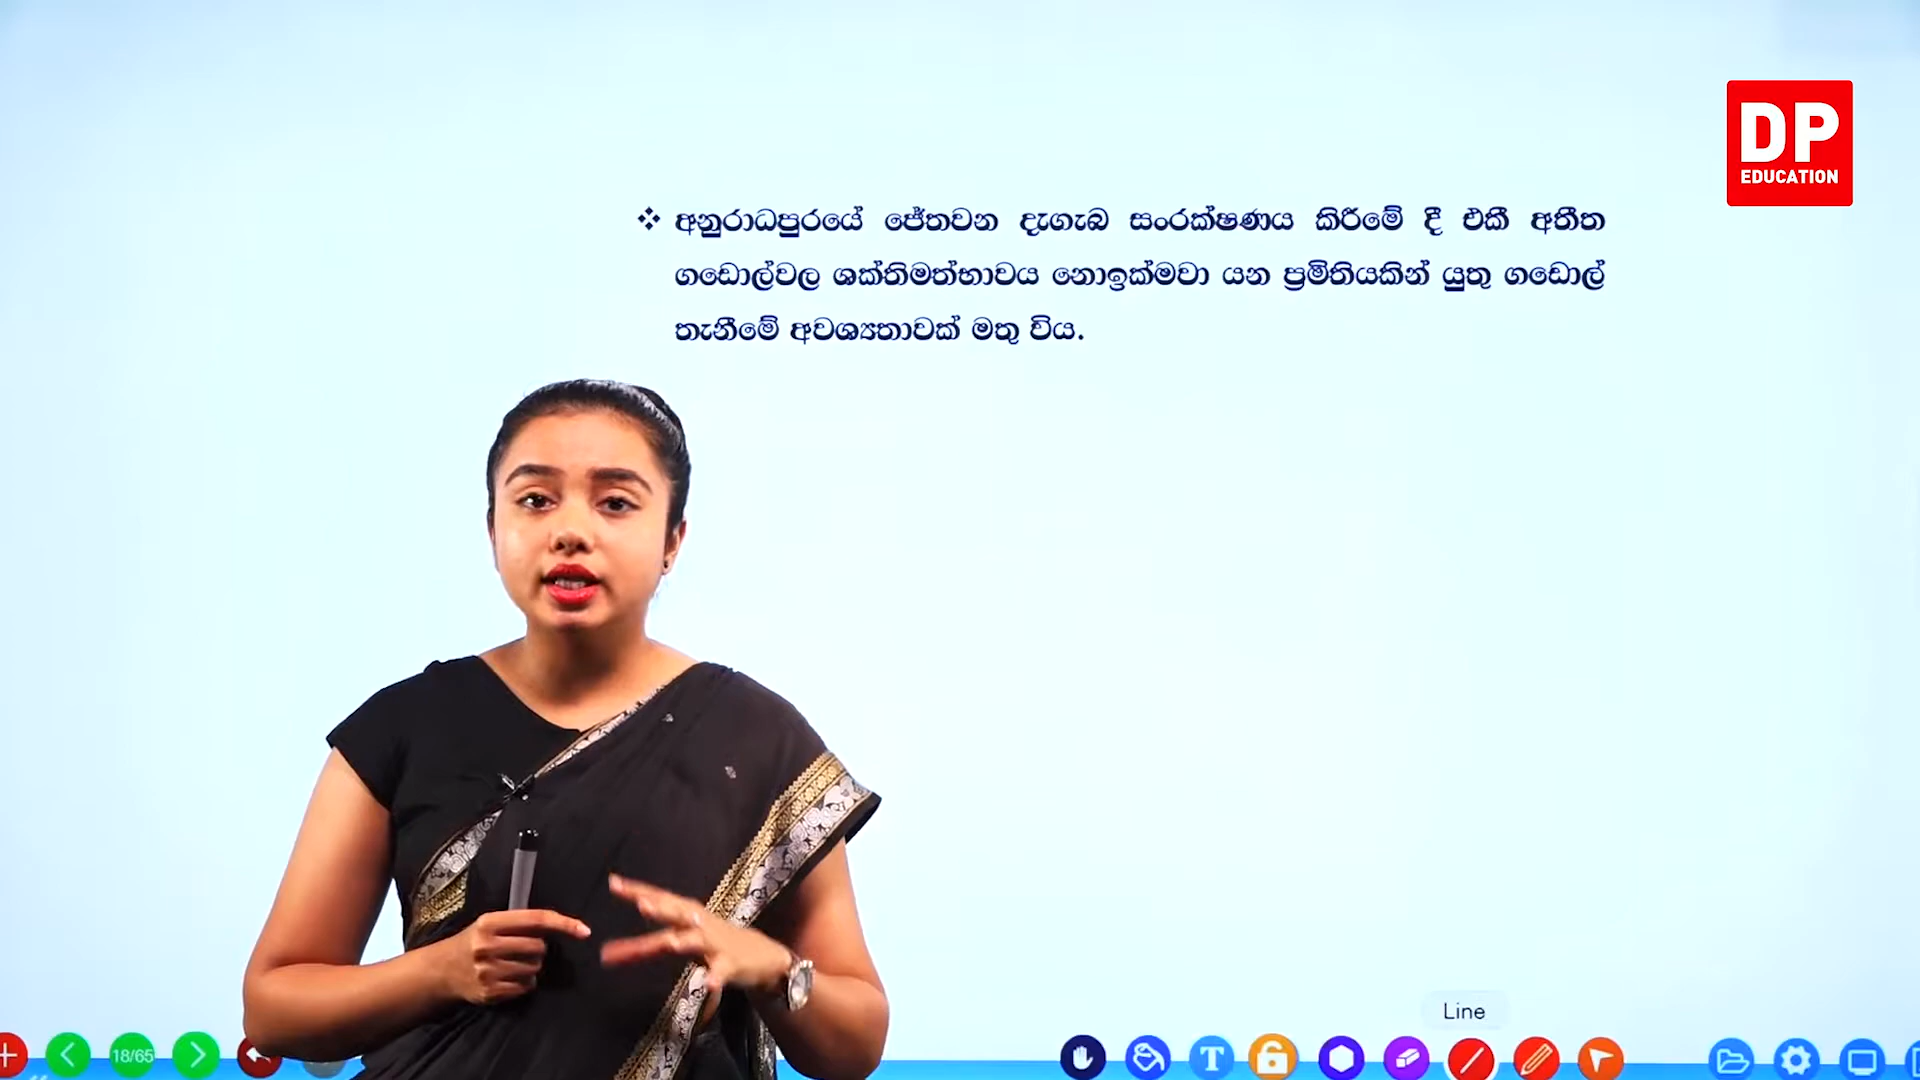 DP
EDUCATION
❖ අනුරාධපුරයේ ජේතවන දැගැබ සංරක්ෂණය කිරීමේ දී එකී අතීත
ගඩොල්වල ශක්තිමත්භාවය නොඉක්මවා යන ප්‍රමිතියකින් යුතු ගඩොල්
තැනීමේ අවශ්‍යතාවක් මතු විය.
Line
18/65
T